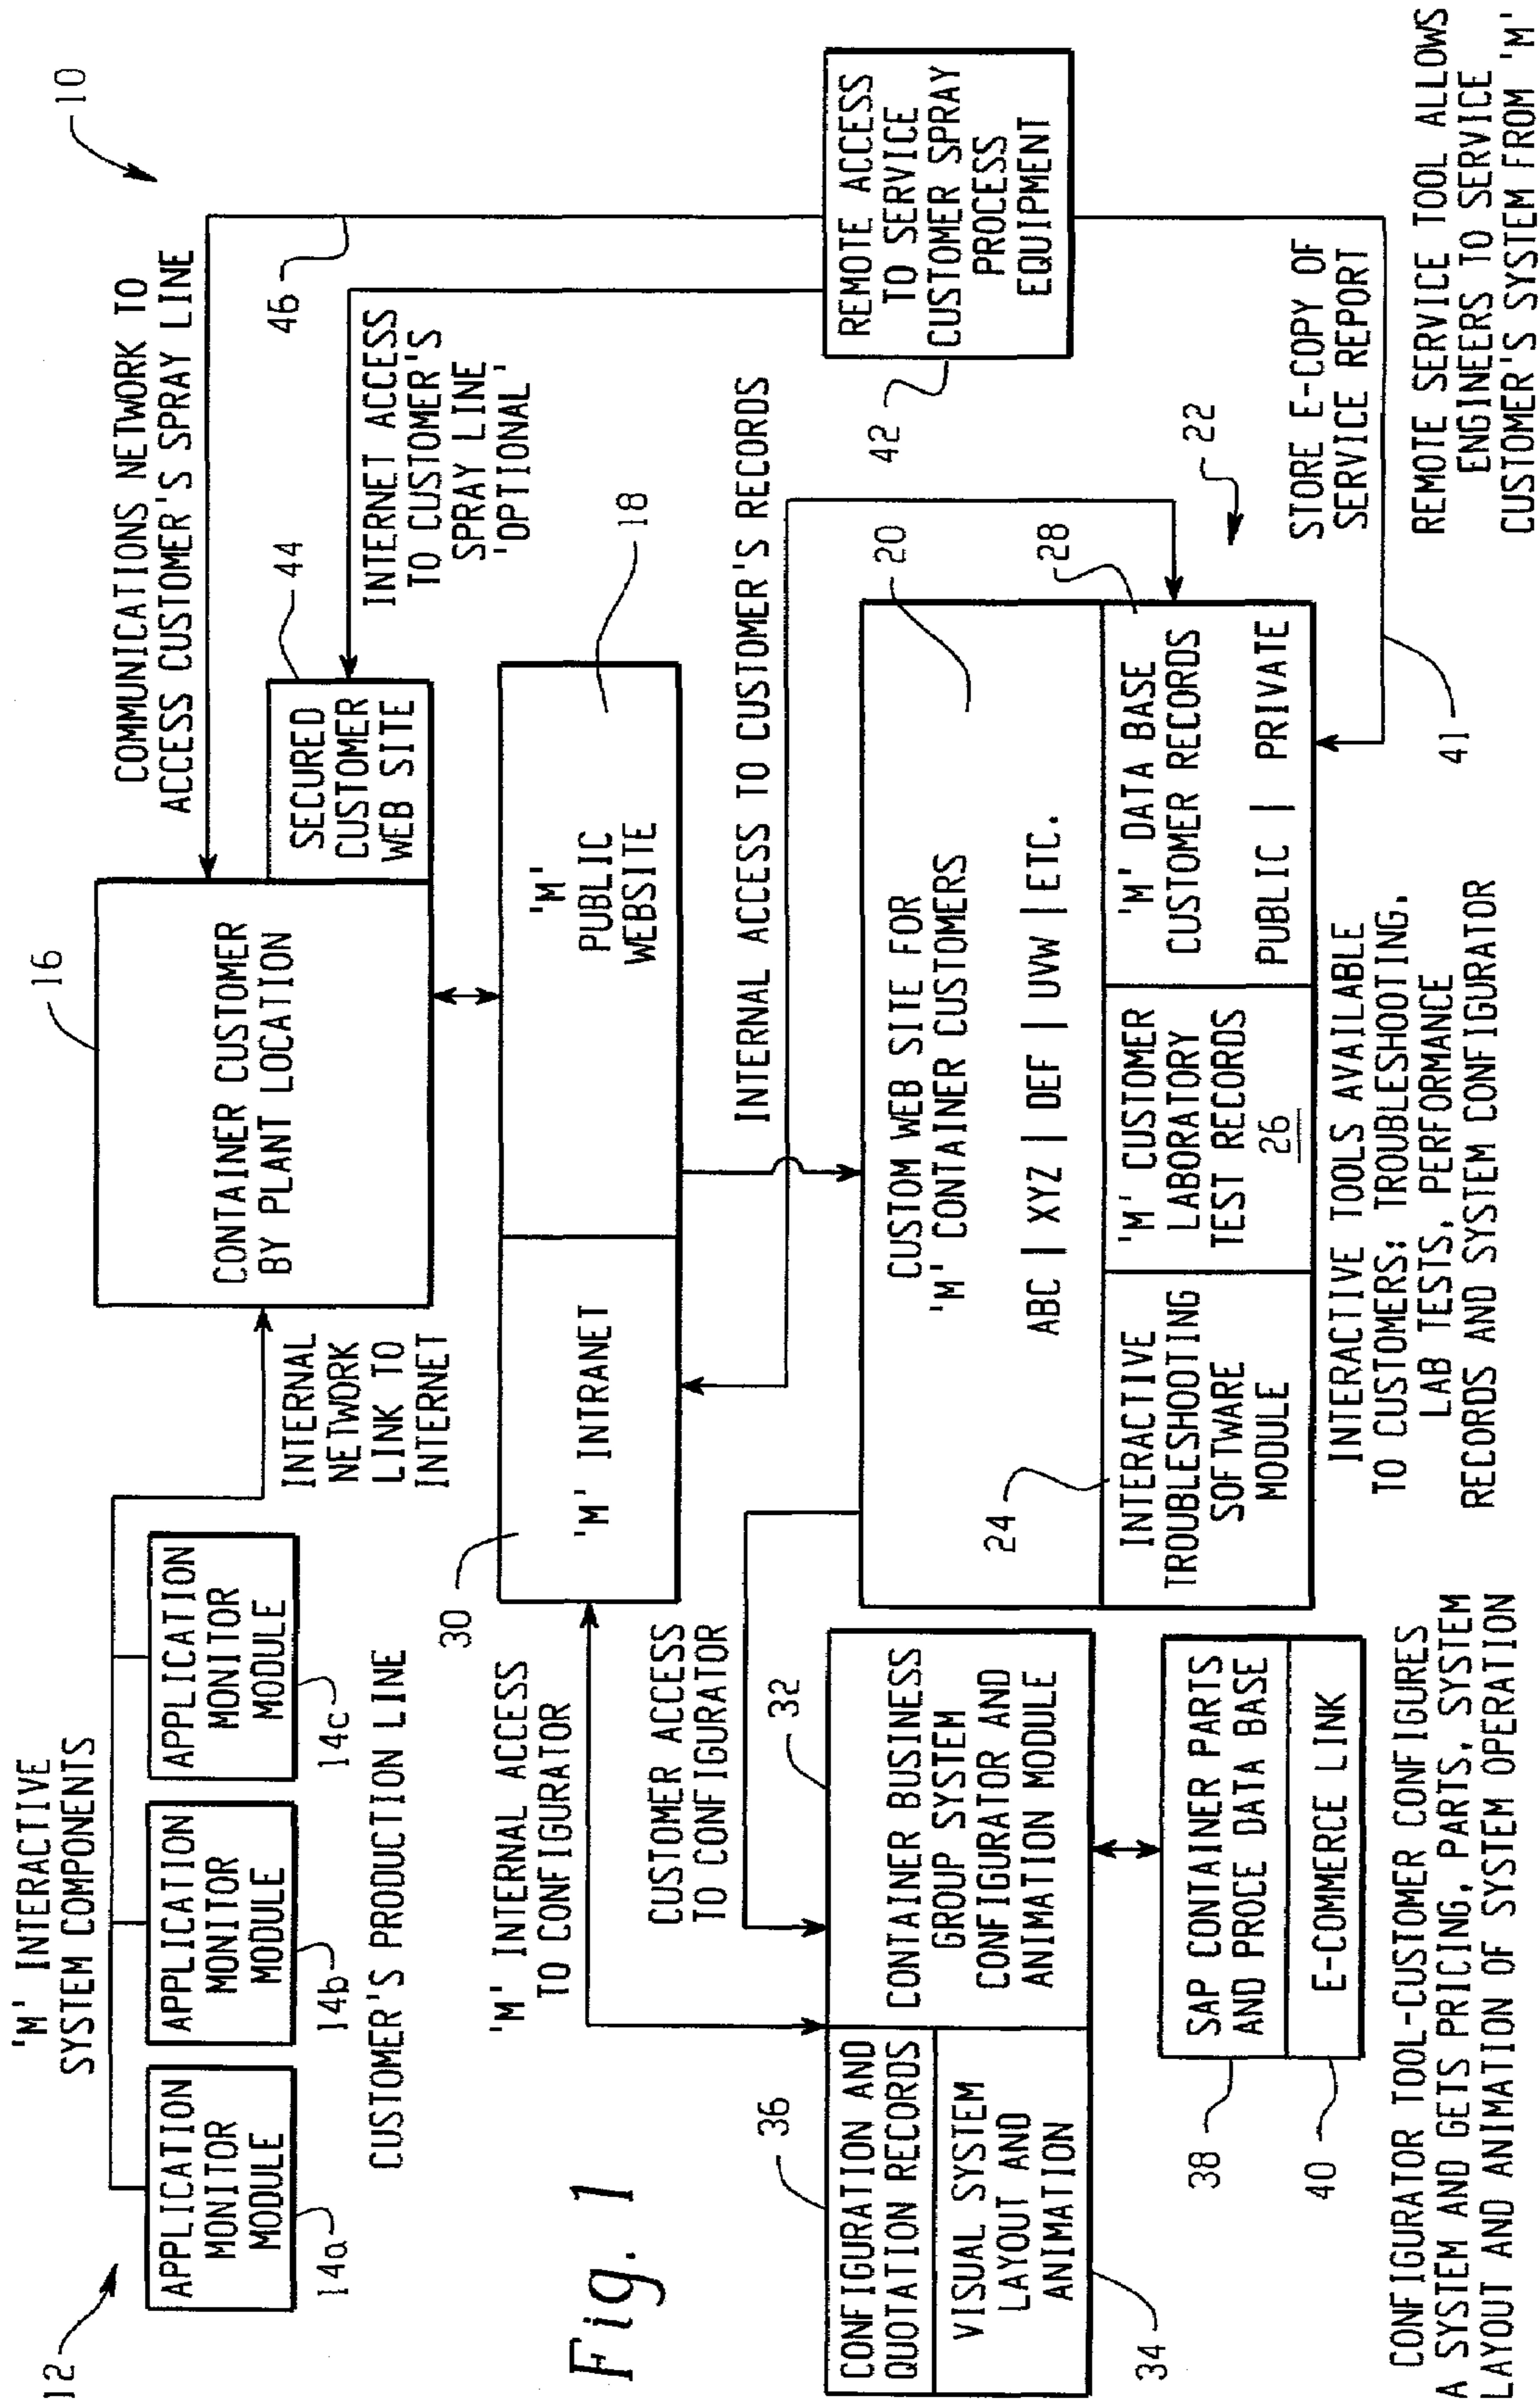 'M' INTERACTIVE
SYSTEM COMPONENTS
12
APPLICATION
MONITOR
MODULE
14a
APPLICATION
MONITOR
MODULE
14b
APPLICATION
MONITOR
MODULE
14c
CUSTOMER'S PRODUCTION LINE
INTERNAL
NETWORK
LINK TO
INTERNET
16
CONTAINER CUSTOMER
BY PLANT LOCATION
COMMUNICATIONS NETWORK TO
ACCESS CUSTOMER'S SPRAY LINE
10
SECURED
CUSTOMER
WEB SITE
44
46
INTERNET ACCESS
TO CUSTOMER'S
SPRAY LINE
'OPTIONAL'
Fig. 1
'M' INTERNAL ACCESS
TO CONFIGURATOR
30
'M' INTRANET
'M'
PUBLIC
WEBSITE
18
CUSTOMER ACCESS
TO CONFIGURATOR
INTERNAL ACCESS TO CUSTOMER'S RECORDS
REMOTE ACCESS
TO SERVICE
CUSTOMER SPRAY
PROCESS
EQUIPMENT
42
36
CONFIGURATION AND
QUOTATION RECORDS
VISUAL SYSTEM
LAYOUT AND
ANIMATION
34
32
CONTAINER BUSINESS
GROUP SYSTEM
CONFIGURATOR AND
ANIMATION MODULE
20
CUSTOM WEB SITE FOR
'M' CONTAINER CUSTOMERS
ABC | XYZ | DEF | UVW | ETC.
24
INTERACTIVE
TROUBLESHOOTING
SOFTWARE
MODULE
'M' CUSTOMER
LABORATORY
TEST RECORDS
26
28
'M' DATA BASE
CUSTOMER RECORDS
PUBLIC | PRIVATE
22
STORE E-COPY OF
SERVICE REPORT
41
38
SAP CONTAINER PARTS
AND PROCE DATA BASE
40
E-COMMERCE LINK
CONFIGURATOR TOOL-CUSTOMER CONFIGURES
A SYSTEM AND GETS PRICING, PARTS, SYSTEM
LAYOUT AND ANIMATION OF SYSTEM OPERATION
INTERACTIVE TOOLS AVAILABLE
TO CUSTOMERS; TROUBLESHOOTING,
LAB TESTS, PERFORMANCE
RECORDS AND SYSTEM CONFIGURATOR
REMOTE SERVICE TOOL ALLOWS
ENGINEERS TO SERVICE
CUSTOMER'S SYSTEM FROM 'M'